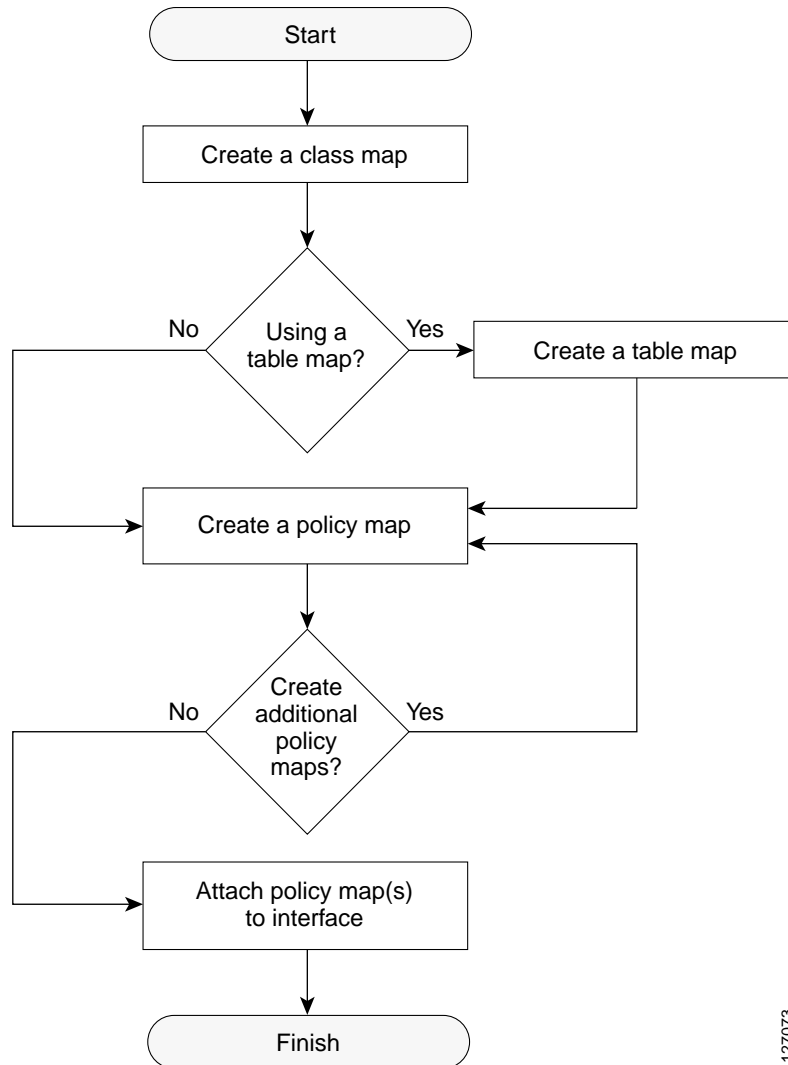 Start
Create a class map
No
Using a
table map?
Yes
Create a table map
Create a policy map
No
Create
additional
policy
maps?
Yes
Attach policy map(s)
to interface
Finish
127073